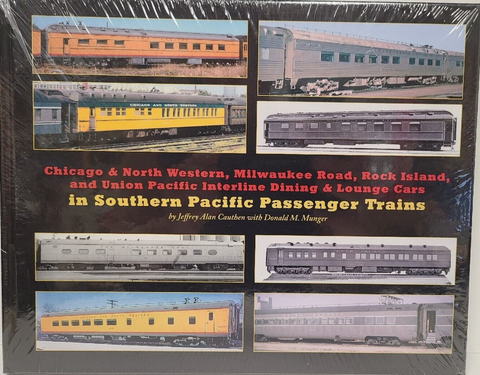 CHICAGO AND NORTH WESTERN
Chicago & North Western, Milwaukee Road, Rock Island,
and Union Pacific Interline Dining & Lounge Cars
in Southern Pacific Passenger Trains
by Jeffrey Alan Cauthen with Donald M. Munger